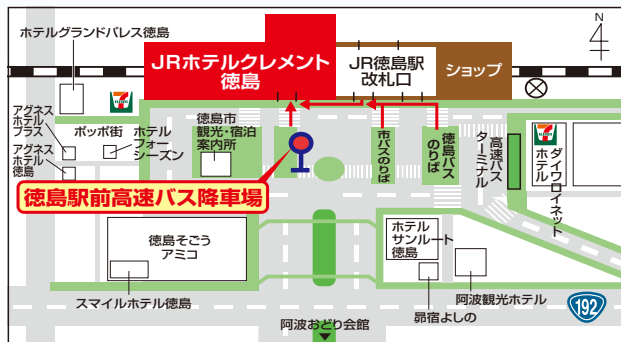 ホテルグランドパレス徳島
JRホテルクレメント
徳島
JR徳島駅
改札口
ショップ
N
アグネス
ホテル
プラス
アグネス
ホテル
徳島
ポッポ街
ホテル
フォー
シーズン
徳島市
観光・宿泊
案内所
市バスのりば
徳島バス
のりば
高速バス
ターミナル
ダイワロイネット
ホテル
徳島駅前高速バス降車場
徳島そごう
アミコ
ホテル
サンルート
徳島
スマイルホテル徳島
昴宿よしの
阿波観光ホテル
192
阿波おどり会館